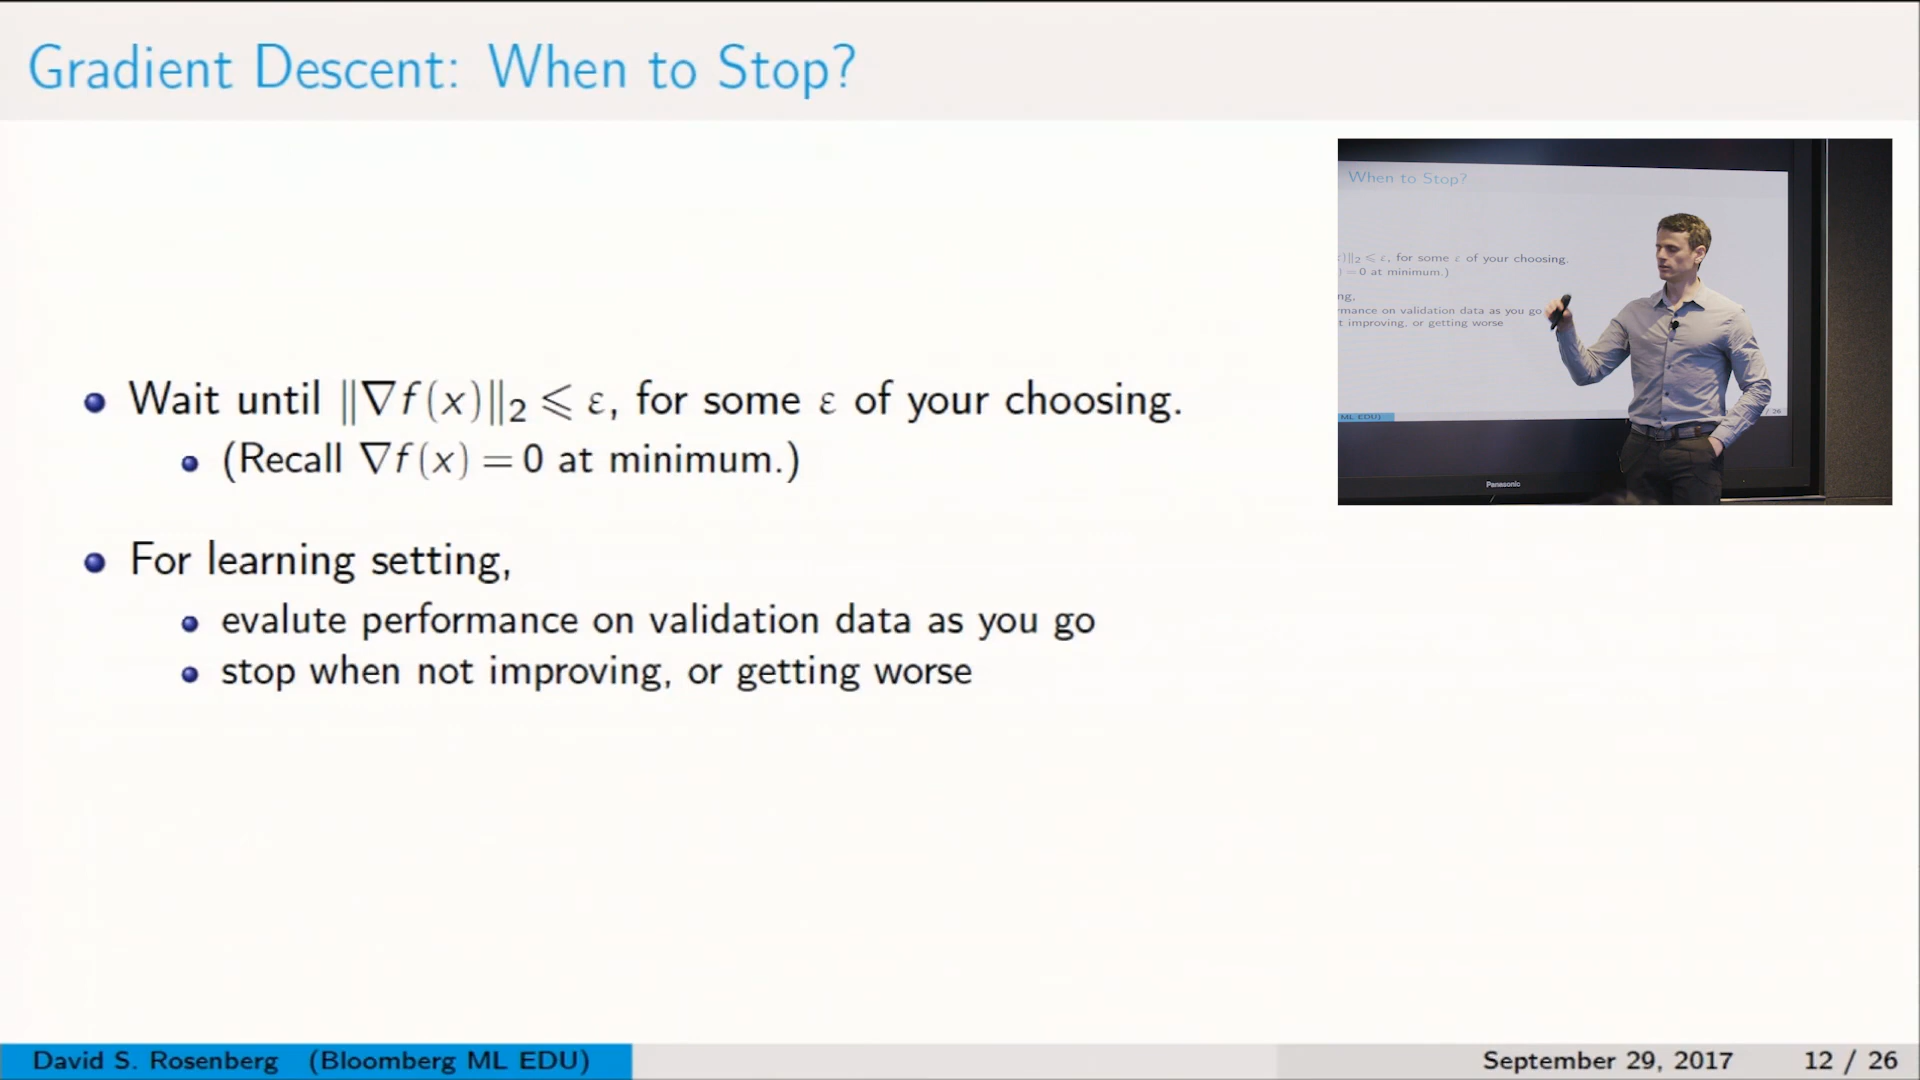 Gradient Descent: When to Stop?
Wait until ‖∇f(x)‖₂ ⩽ ε, for some ε of your choosing.
(Recall ∇f(x) = 0 at minimum.)
For learning setting,
evalute performance on validation data as you go
stop when not improving, or getting worse
When to Stop?
)‖₂ ⩽ ε, for some ε of your choosing.
) = 0 at minimum.)
ng,
rmance on validation data as you go
t improving, or getting worse
ML EDU)
/ 26
Panasonic
David S. Rosenberg (Bloomberg ML EDU)
September 29, 2017
12 / 26